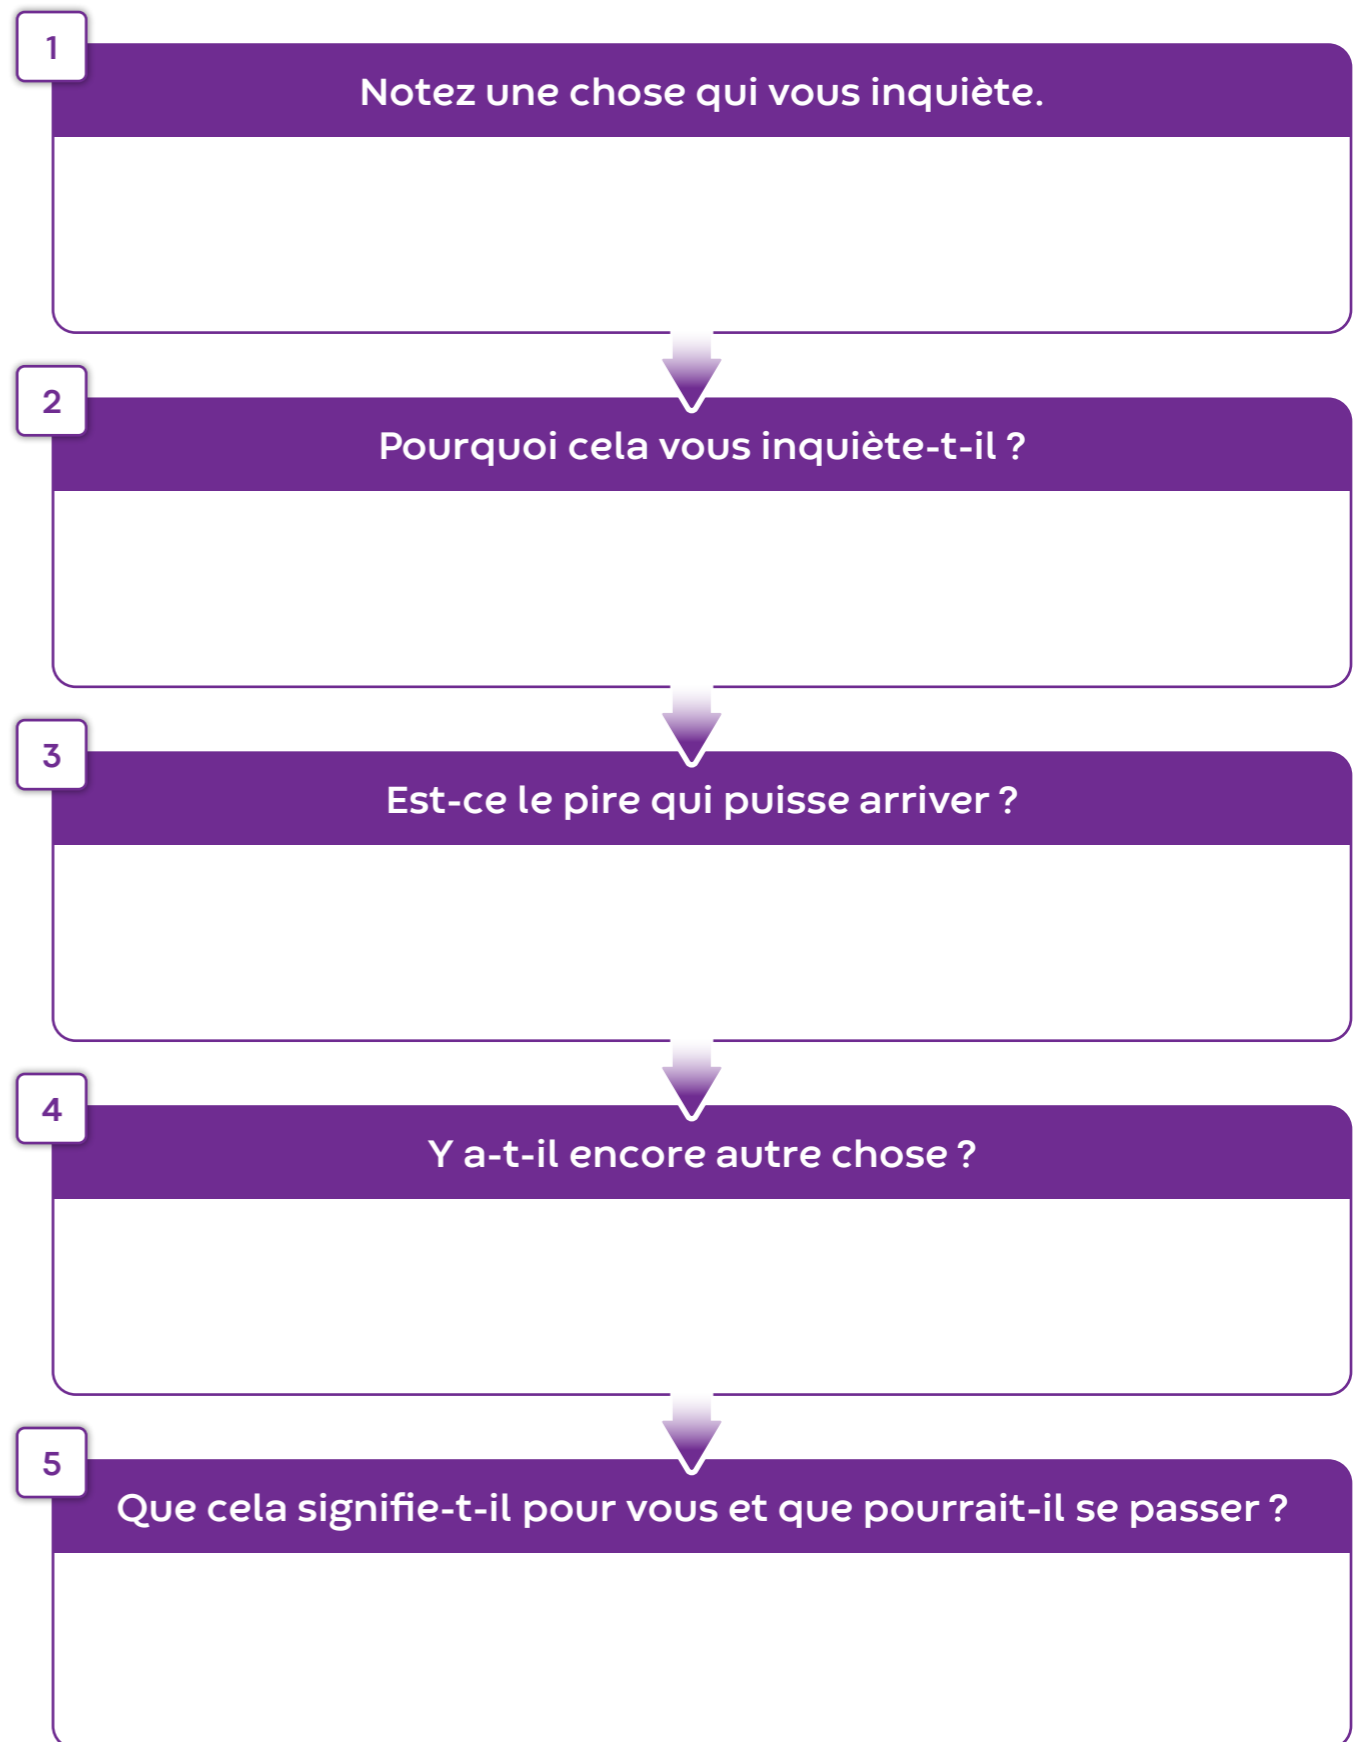 1
Notez une chose qui vous inquiète.
2
Pourquoi cela vous inquiète-t-il ?
3
Est-ce le pire qui puisse arriver ?
4
Y a-t-il encore autre chose ?
5
Que cela signifie-t-il pour vous et que pourrait-il se passer ?